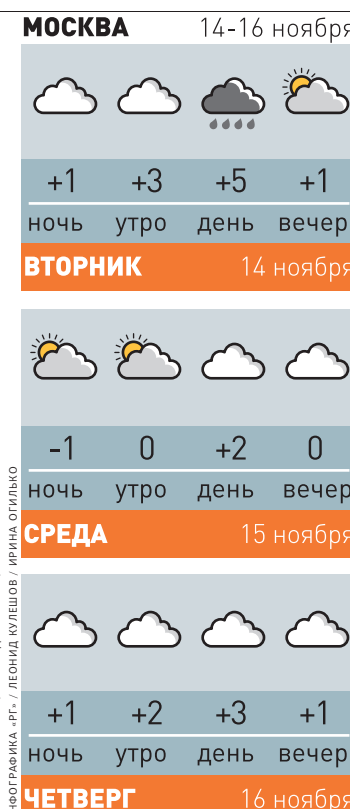 МОСКВА 14-16 ноября
+1 +3 +5 +1
ночь утро день вечер
ВТОРНИК 14 ноября
-1 0 +2 0
ночь утро день вечер
СРЕДА 15 ноября
+1 +2 +3 +1
ночь утро день вечер
ЧЕТВЕРГ 16 ноября
ИНФОГРАФИКА «РГ» / ЛЕОНИД КУЛЕШОВ / ИРИНА ОГИЛЬКО